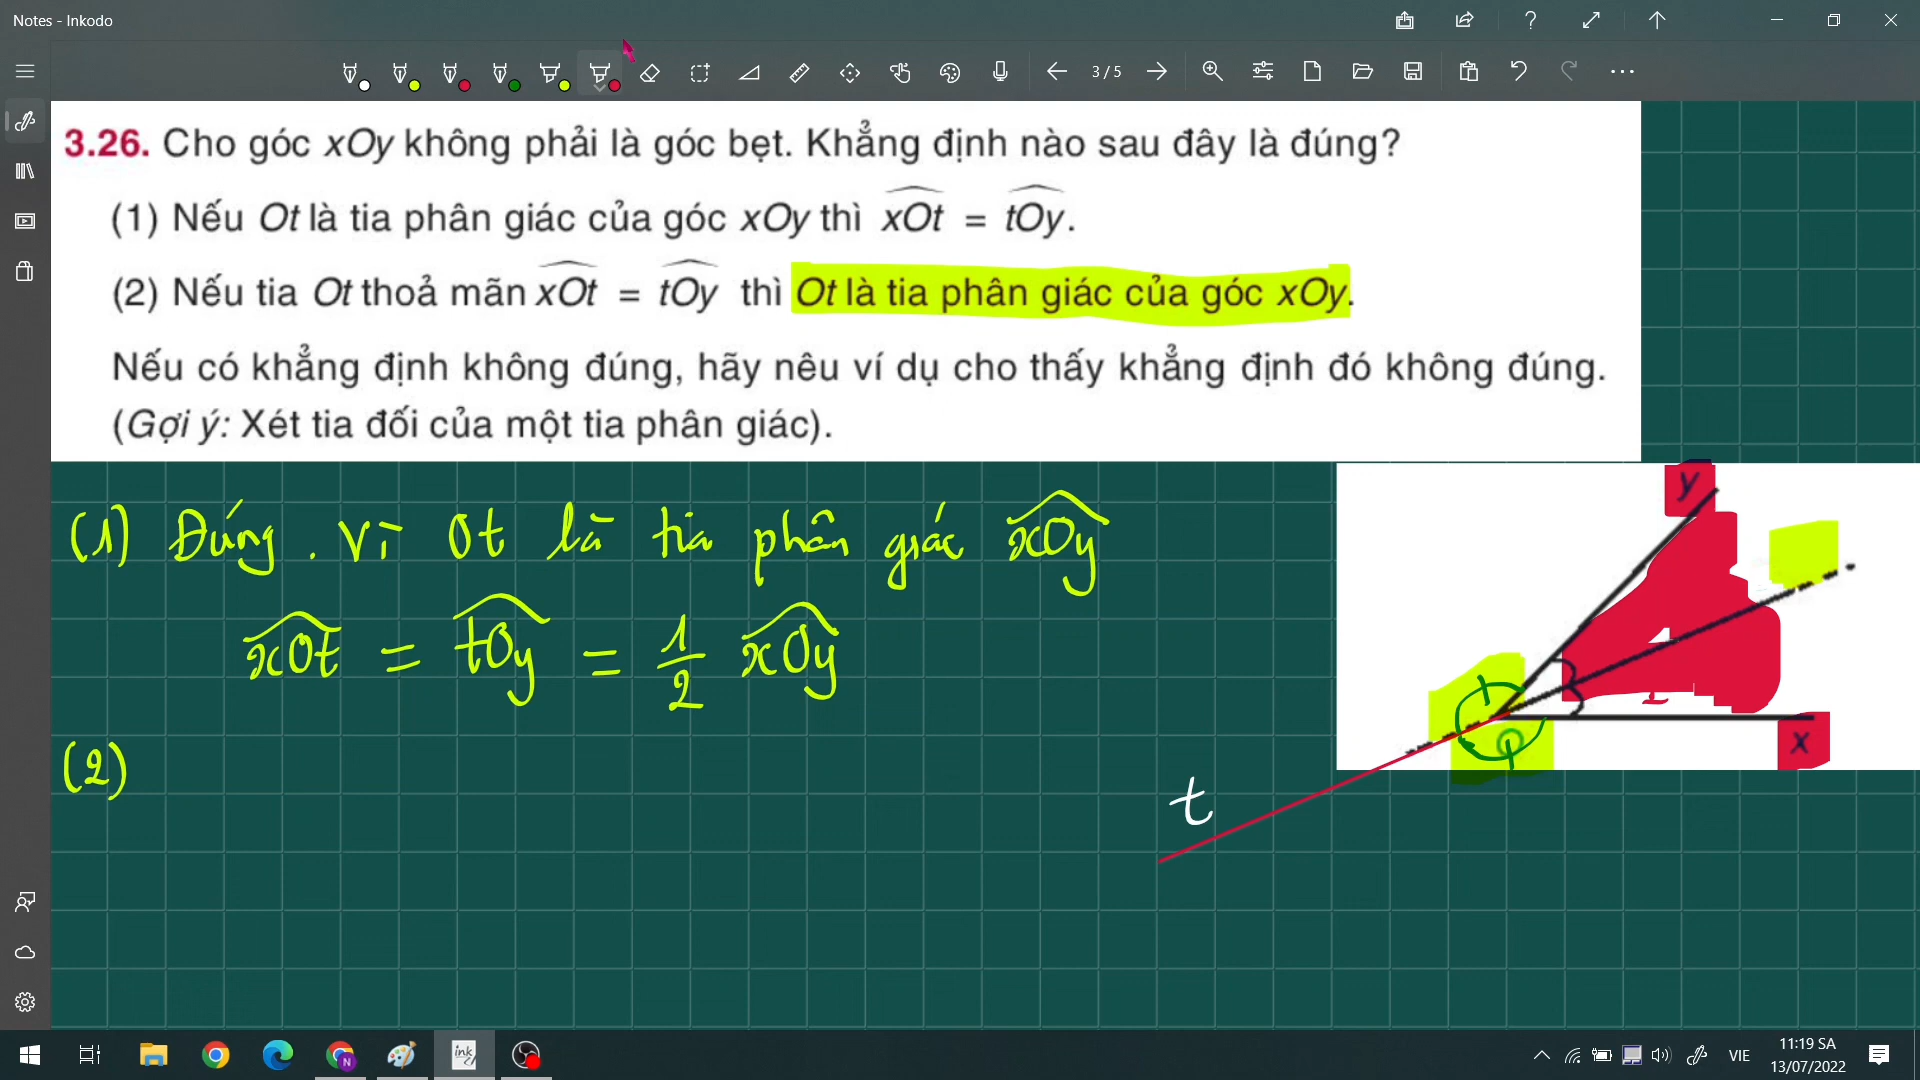 Notes - Inkodo
3 / 5
3.26. Cho góc xOy không phải là góc bẹt. Khẳng định nào sau đây là đúng?
(1) Nếu Ot là tia phân giác của góc xOy thì xOt = tOy.
(2) Nếu tia Ot thoả mãn xOt = tOy thì Ot là tia phân giác của góc xOy.
Nếu có khẳng định không đúng, hãy nêu ví dụ cho thấy khẳng định đó không đúng.
(Gợi ý: Xét tia đối của một tia phân giác).
(1) Đúng. Vì Ot là tia phân giác xOy
xOt = tOy = 1/2 xOy
(2)
y
x
O
t
ink
N
VIE
11:19 SA
13/07/2022